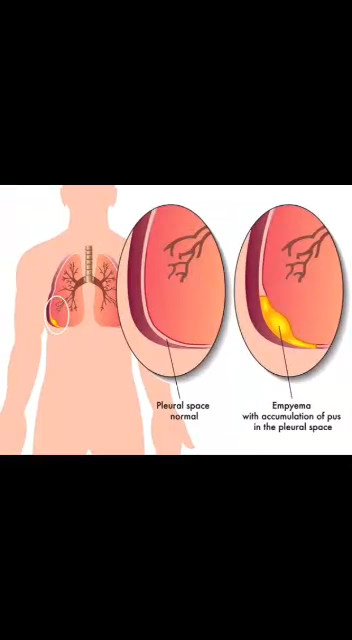 Pleural space
normal
Empyema
with accumulation of pus
in the pleural space